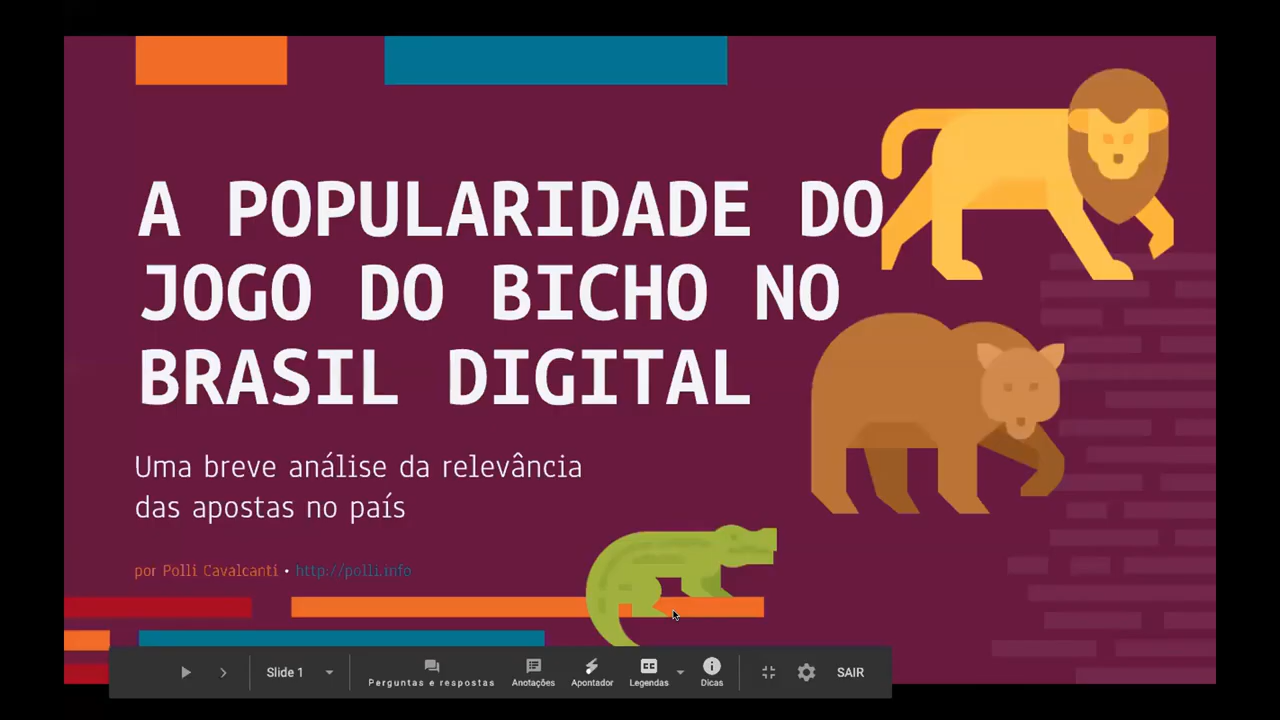 A POPULARIDADE DO
JOGO DO BICHO NO
BRASIL DIGITAL
Uma breve análise da relevância
das apostas no país
por Polli Cavalcanti • http://polli.info
Slide 1
Perguntas e respostas
Anotações
Apontador
Legendas
Dicas
SAIR